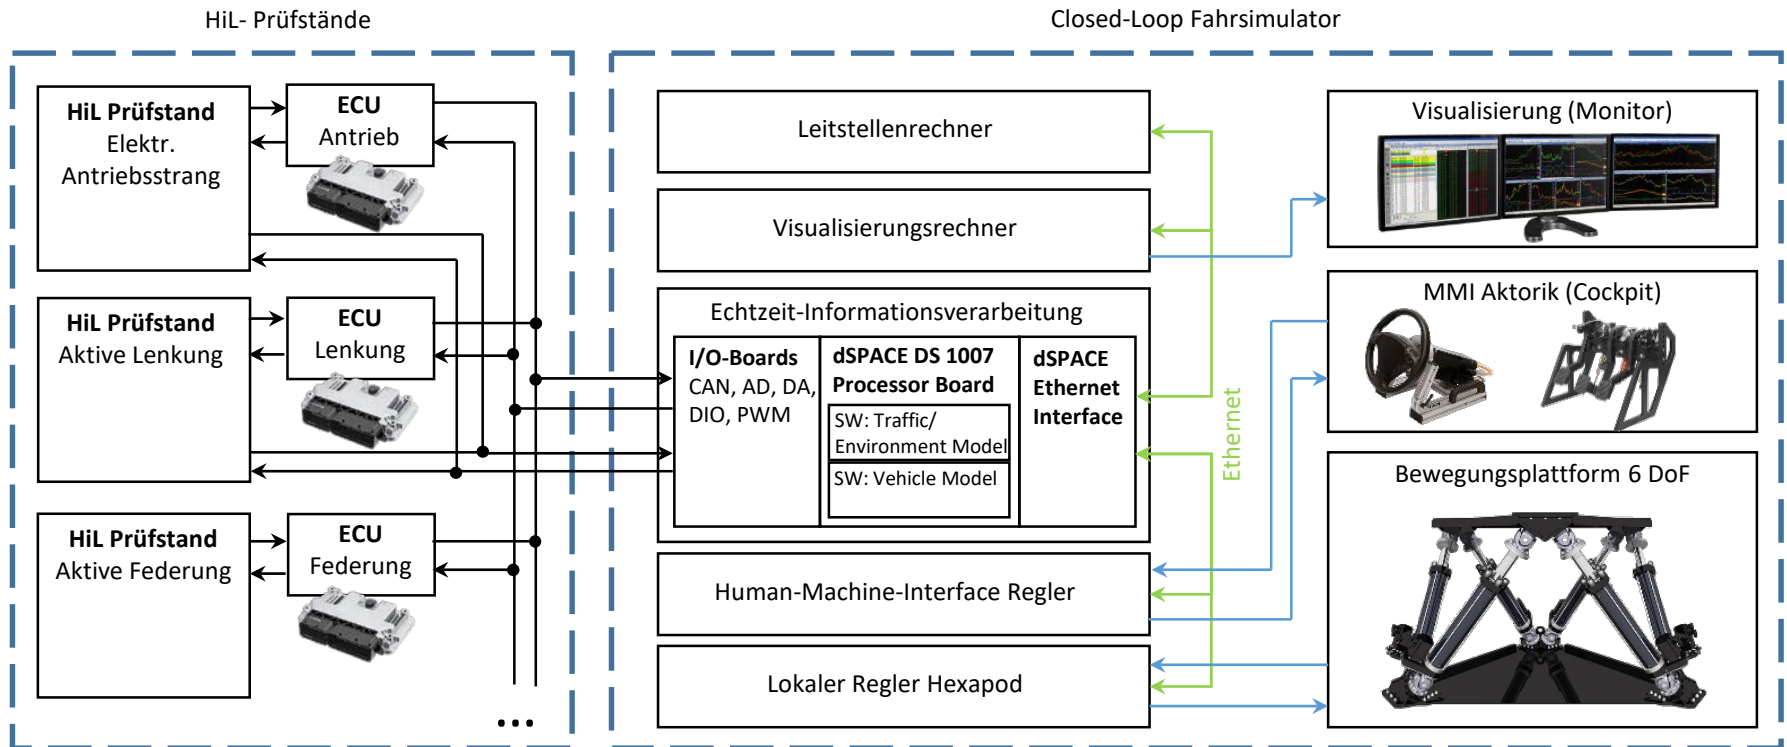 HiL- Prüfstände
HiL Prüfstand
Elektr.
Antriebsstrang
ECU
Antrieb
HiL Prüfstand
Aktive Lenkung
ECU
Lenkung
HiL Prüfstand
Aktive Federung
ECU
Federung
...
Closed-Loop Fahrsimulator
Leitstellenrechner
Visualisierungsrechner
Echtzeit-Informationsverarbeitung
I/O-Boards
CAN, AD, DA,
DIO, PWM
dSPACE DS 1007
Processor Board
SW: Traffic/
Environment Model
SW: Vehicle Model
dSPACE
Ethernet
Interface
Human-Machine-Interface Regler
Lokaler Regler Hexapod
Ethernet
Visualisierung (Monitor)
MMI Aktorik (Cockpit)
Bewegungsplattform 6 DoF